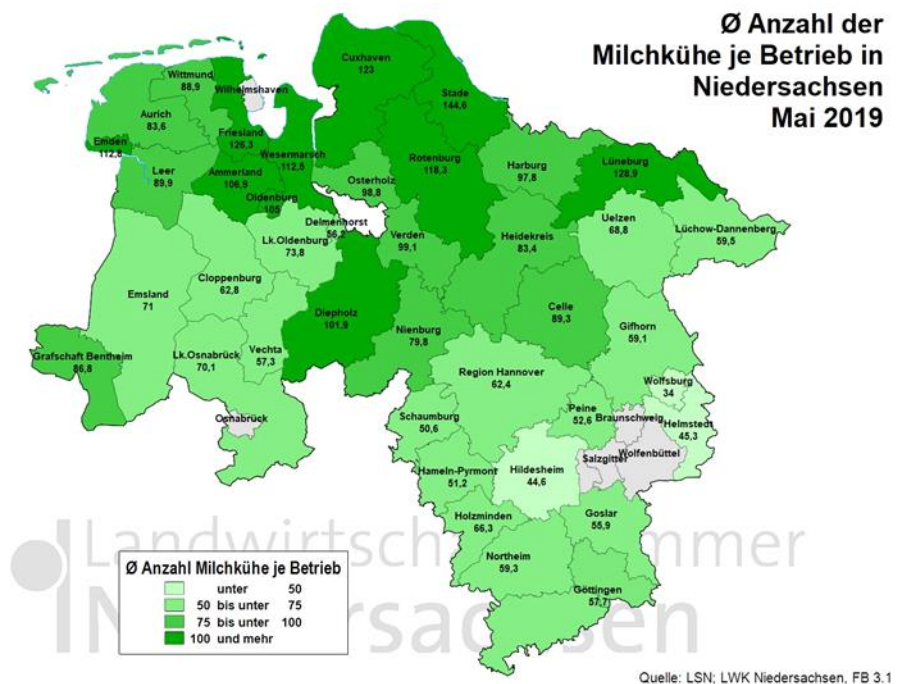 Ø Anzahl der
Milchkühe je Betrieb in
Niedersachsen
Mai 2019
Cuxhaven
123
Wittmund
88,9
Wilhelmshaven
Stade
144,6
Aurich
83,6
Friesland
126,3
Emden
112,8
Wesermarsch
112,5
Rotenburg
118,3
Harburg
97,8
Lüneburg
128,9
Leer
89,9
Ammerland
106,9
Osterholz
98,8
Oldenburg
105
Delmenhorst
56,2
Uelzen
68,8
Lüchow-Dannenberg
59,5
Verden
99,1
Heidekreis
83,4
Lk.Oldenburg
73,8
Cloppenburg
62,8
Emsland
71
Diepholz
101,9
Celle
89,3
Nienburg
79,8
Gifhorn
59,1
Grafschaft Bentheim
86,8
Lk.Osnabrück
70,1
Vechta
57,3
Region Hannover
62,4
Wolfsburg
34
Osnabrück
Schaumburg
50,6
Peine
52,6
Braunschweig
Helmstedt
45,3
Hameln-Pyrmont
51,2
Hildesheim
44,6
Salzgitter
Wolfenbüttel
Holzminden
66,3
Goslar
55,9
Northeim
59,3
Göttingen
57,7
Ø Anzahl Milchkühe je Betrieb
unter 50
50 bis unter 75
75 bis unter 100
100 und mehr
Quelle: LSN; LWK Niedersachsen, FB 3.1